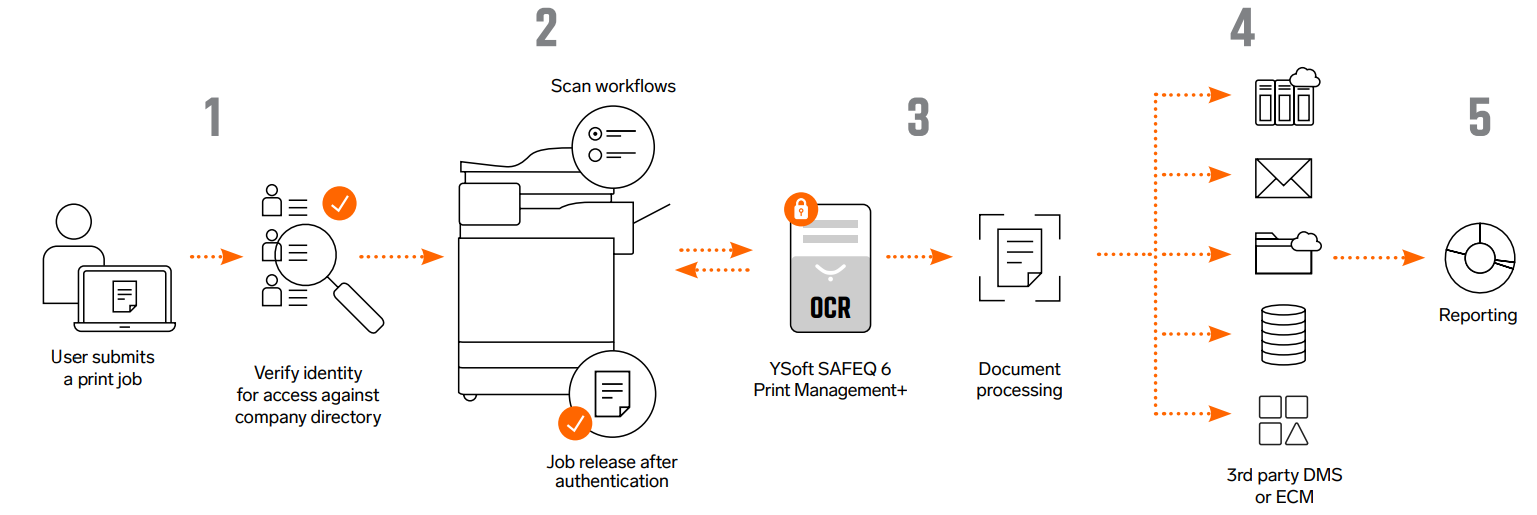 1
User submits
a print job
Verify identity
for access against
company directory
2
Scan workflows
Job release after
authentication
3
OCR
YSoft SAFEQ 6
Print Management+
Document
processing
4
3rd party DMS
or ECM
5
Reporting